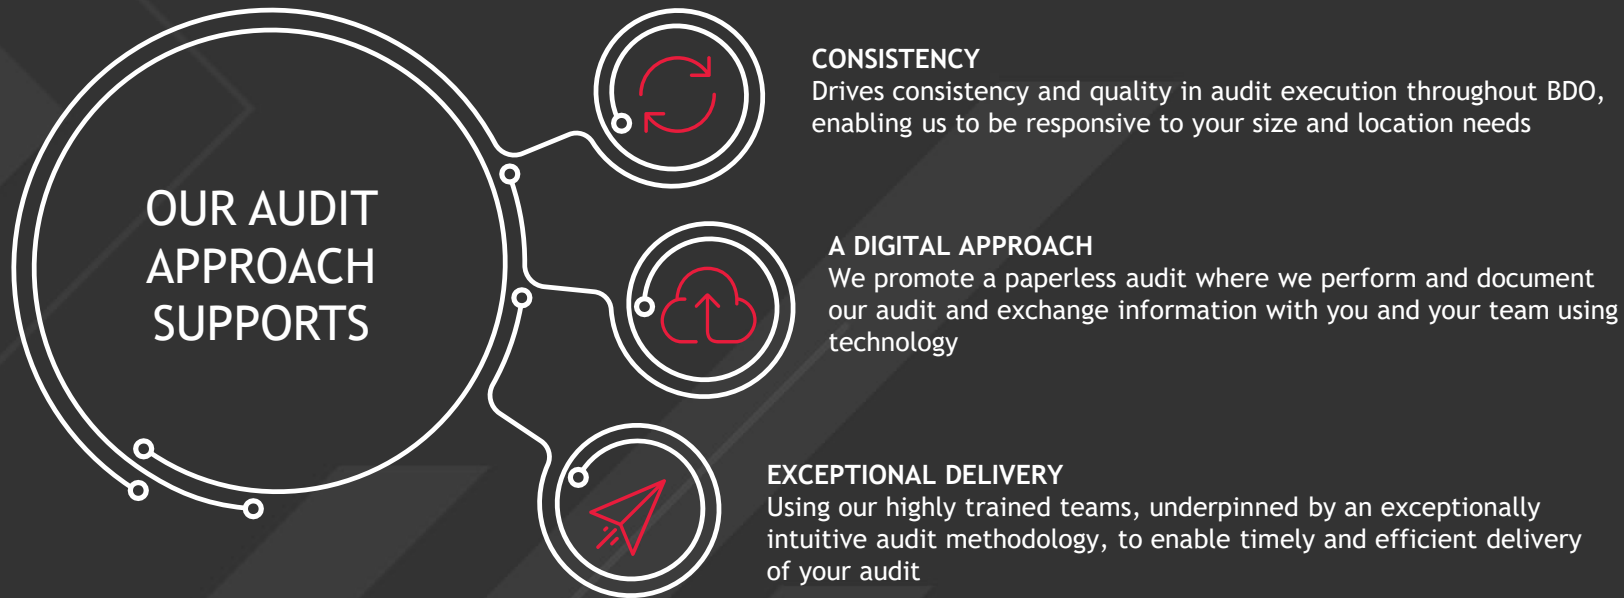 OUR AUDIT
APPROACH
SUPPORTS
CONSISTENCY
Drives consistency and quality in audit execution throughout BDO,
enabling us to be responsive to your size and location needs
A DIGITAL APPROACH
We promote a paperless audit where we perform and document
our audit and exchange information with you and your team using
technology
EXCEPTIONAL DELIVERY
Using our highly trained teams, underpinned by an exceptionally
intuitive audit methodology, to enable timely and efficient delivery
of your audit